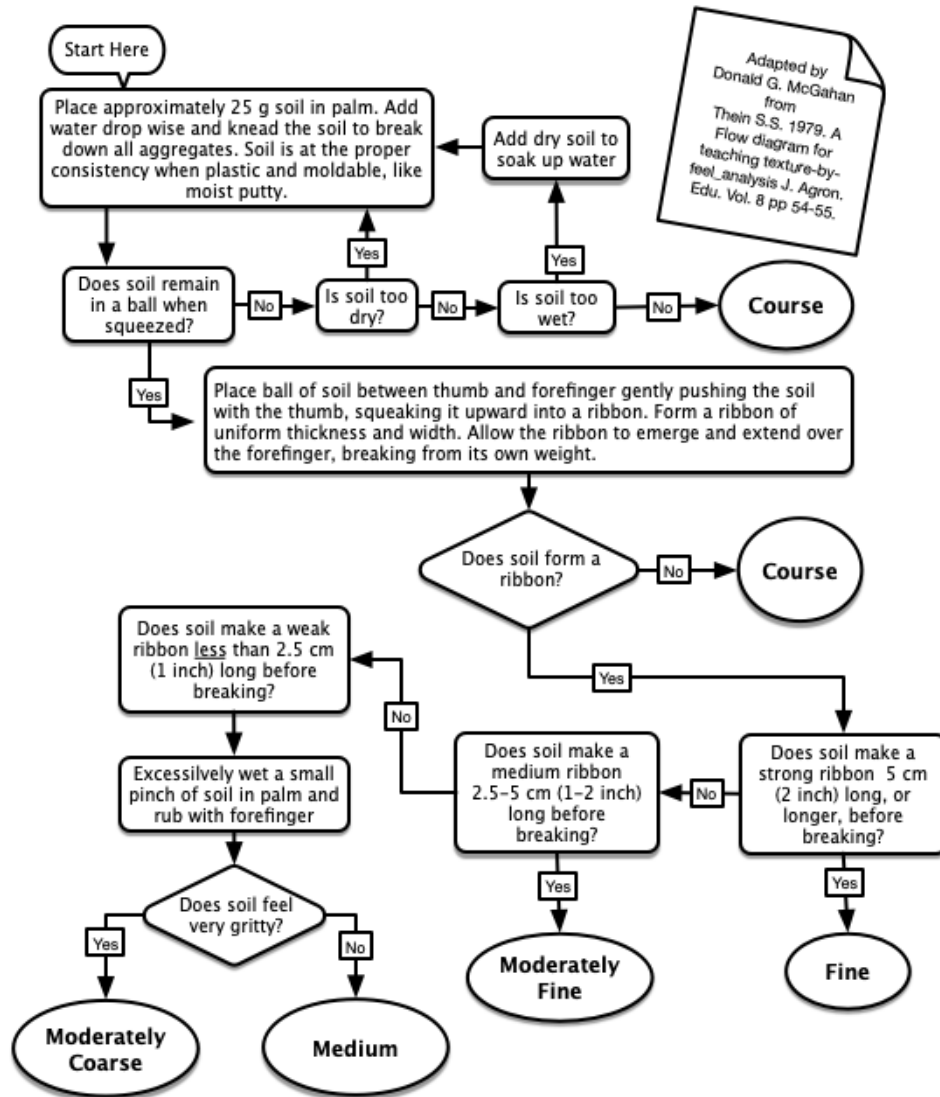 Start Here
Place approximately 25 g soil in palm. Add
water drop wise and knead the soil to break
down all aggregates. Soil is at the proper
consistency when plastic and moldable, like
moist putty.
Add dry soil to
soak up water
Adapted by
Donald G. McGahan
from
Thein S.S. 1979. A
Flow diagram for
teaching texture-by-
feel_analysis J. Agron.
Edu. Vol. 8 pp 54-55.
Yes
Yes
Does soil remain
in a ball when
squeezed?
No
Is soil too
dry?
No
Is soil too
wet?
No
Course
Yes
Place ball of soil between thumb and forefinger gently pushing the soil
with the thumb, squeaking it upward into a ribbon. Form a ribbon of
uniform thickness and width. Allow the ribbon to emerge and extend over
the forefinger, breaking from its own weight.
Does soil form a
ribbon?
No
Course
Yes
Does soil make a weak
ribbon less than 2.5 cm
(1 inch) long before
breaking?
No
Does soil make a
medium ribbon
2.5-5 cm (1-2 inch)
long before
breaking?
No
Does soil make a
strong ribbon 5 cm
(2 inch) long, or
longer, before
breaking?
Excessilvely wet a small
pinch of soil in palm and
rub with forefinger
Yes
Yes
Does soil feel
very gritty?
Yes
No
Moderately
Fine
Fine
Moderately
Coarse
Medium